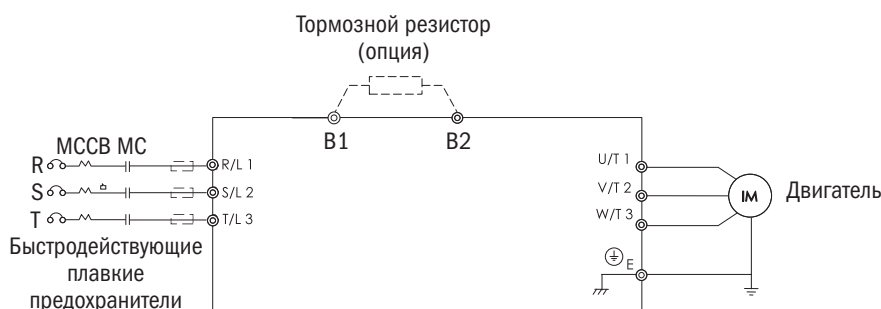 Тормозной резистор
(опция)
B1
B2
MCCB MC
R
R/L 1
S
S/L 2
T
T/L 3
Быстродействующие
плавкие
предохранители
U/T 1
V/T 2
W/T 3
IM
Двигатель
E